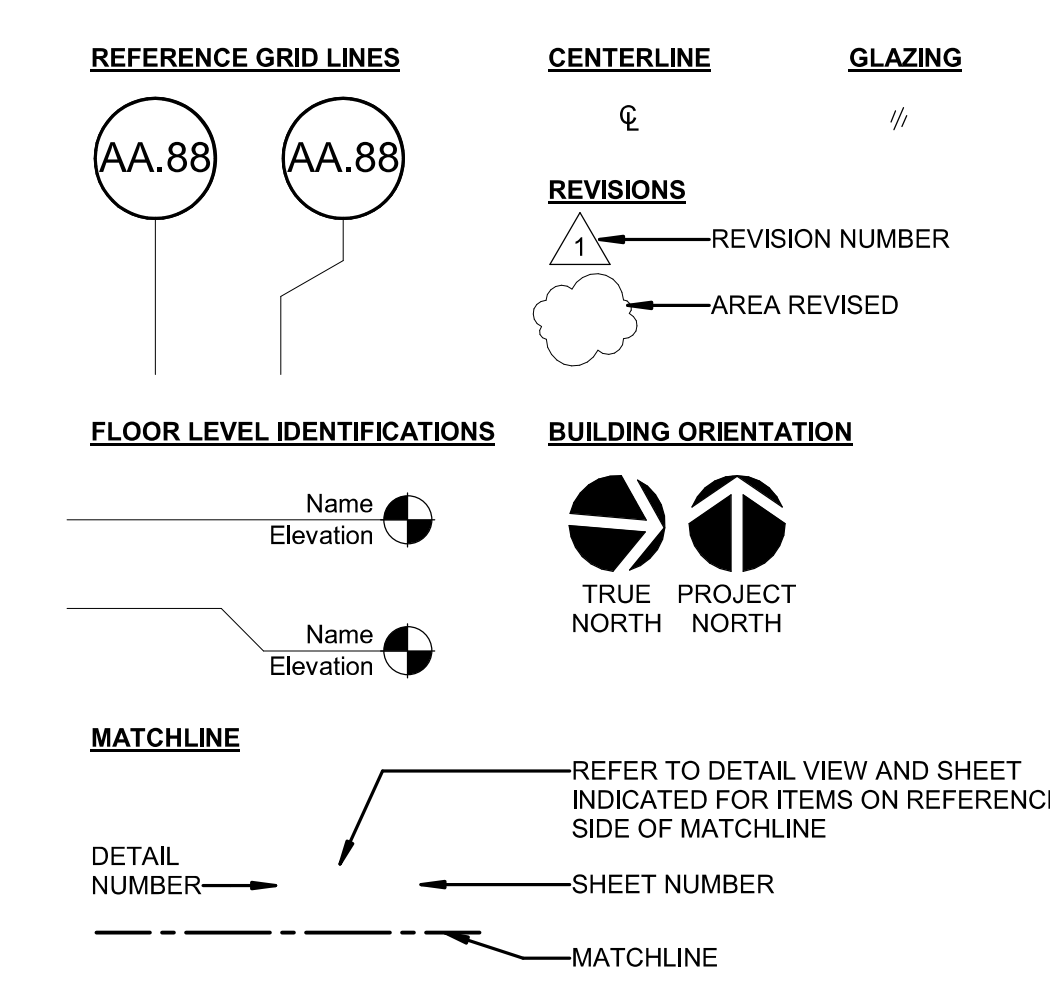 REFERENCE GRID LINES
AA.88
AA.88
CENTERLINE
℄
GLAZING
REVISIONS
1
REVISION NUMBER
AREA REVISED
FLOOR LEVEL IDENTIFICATIONS
Name
Elevation
Name
Elevation
BUILDING ORIENTATION
TRUE
NORTH
PROJECT
NORTH
MATCHLINE
REFER TO DETAIL VIEW AND SHEET
INDICATED FOR ITEMS ON REFERENCE
SIDE OF MATCHLINE
DETAIL
NUMBER
SHEET NUMBER
MATCHLINE